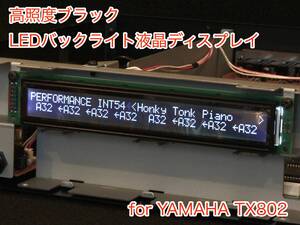 高照度ブラック
LEDバックライト液晶ディスプレイ
PERFORMANCE INT54 <Honky Tonk Piano >
A32 ←A32 ←A32 ←A32 A32 ←A32 ←A32 ←A32 ←A32
for YAMAHA TX802